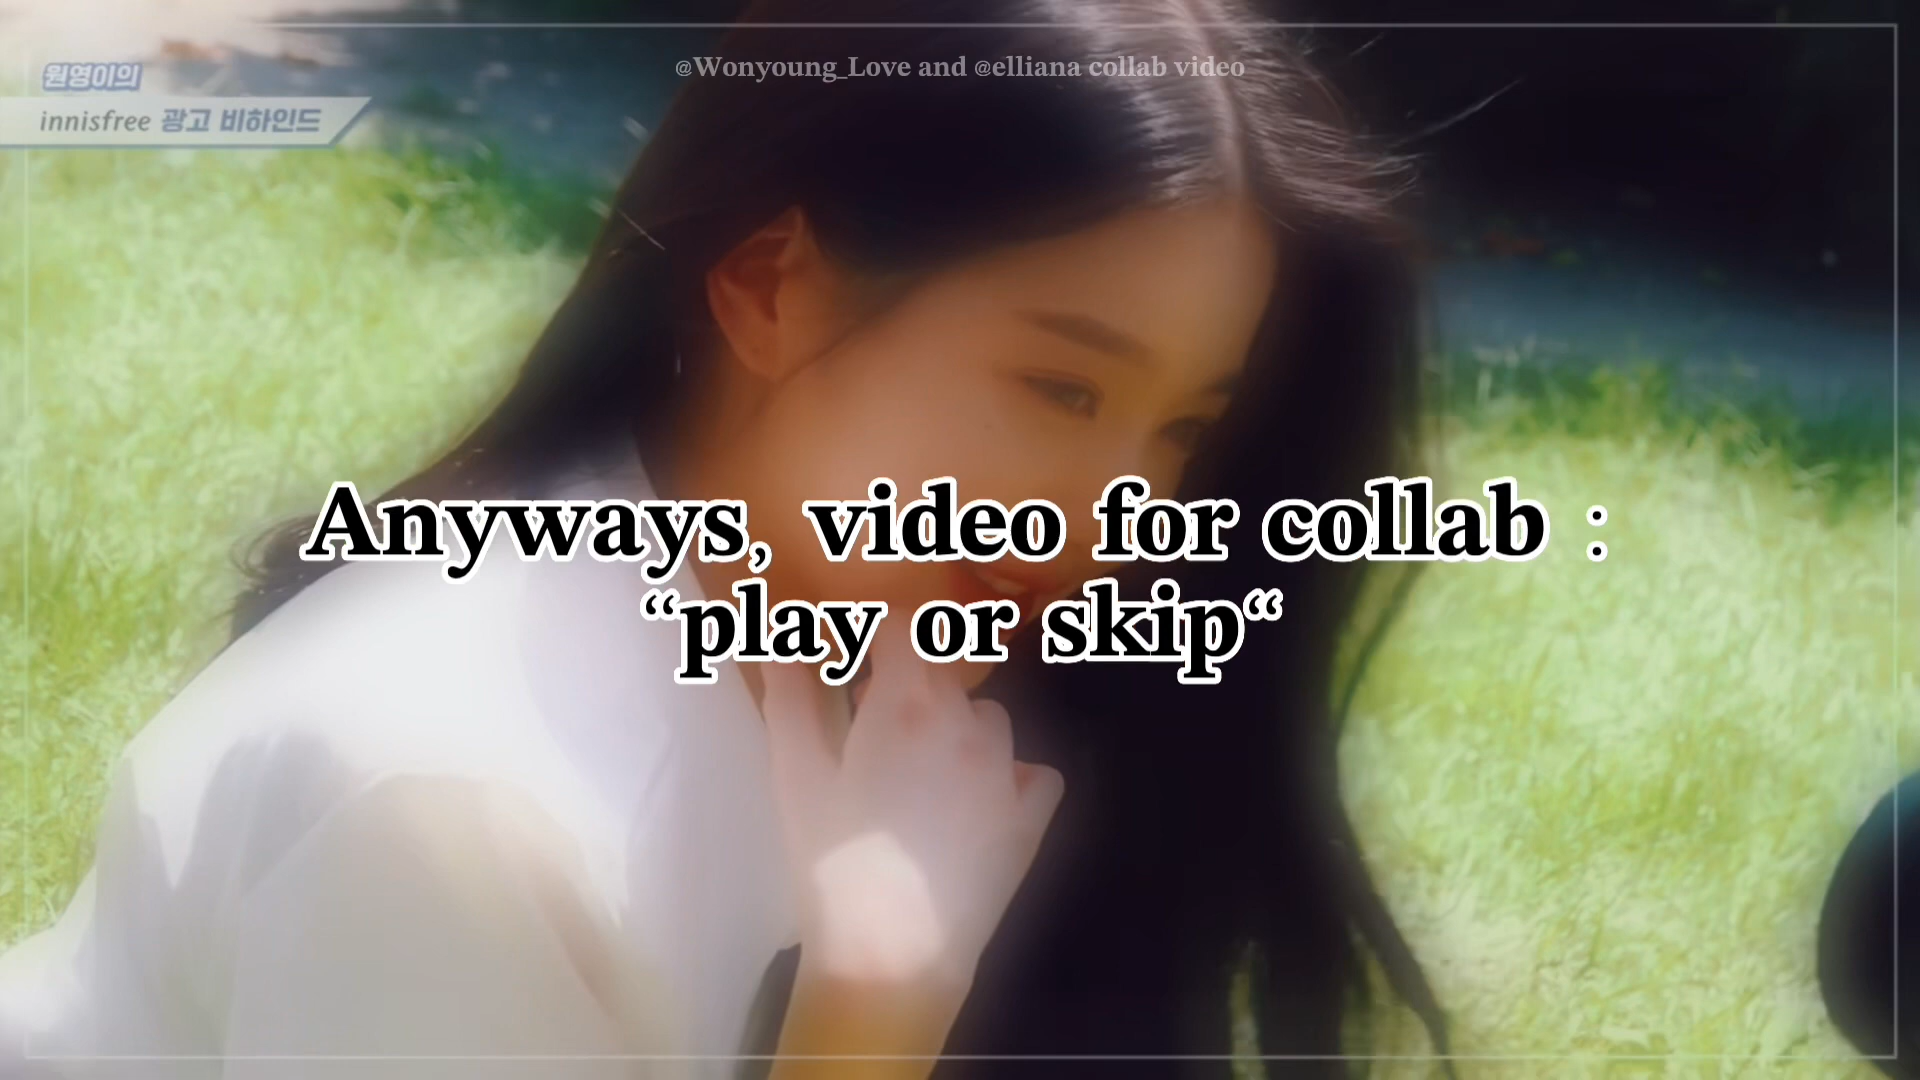 @Wonyoung_Love and @elliana collab video
원영이의
innisfree 광고 비하인드
Anyways, video for collab :
“play or skip“